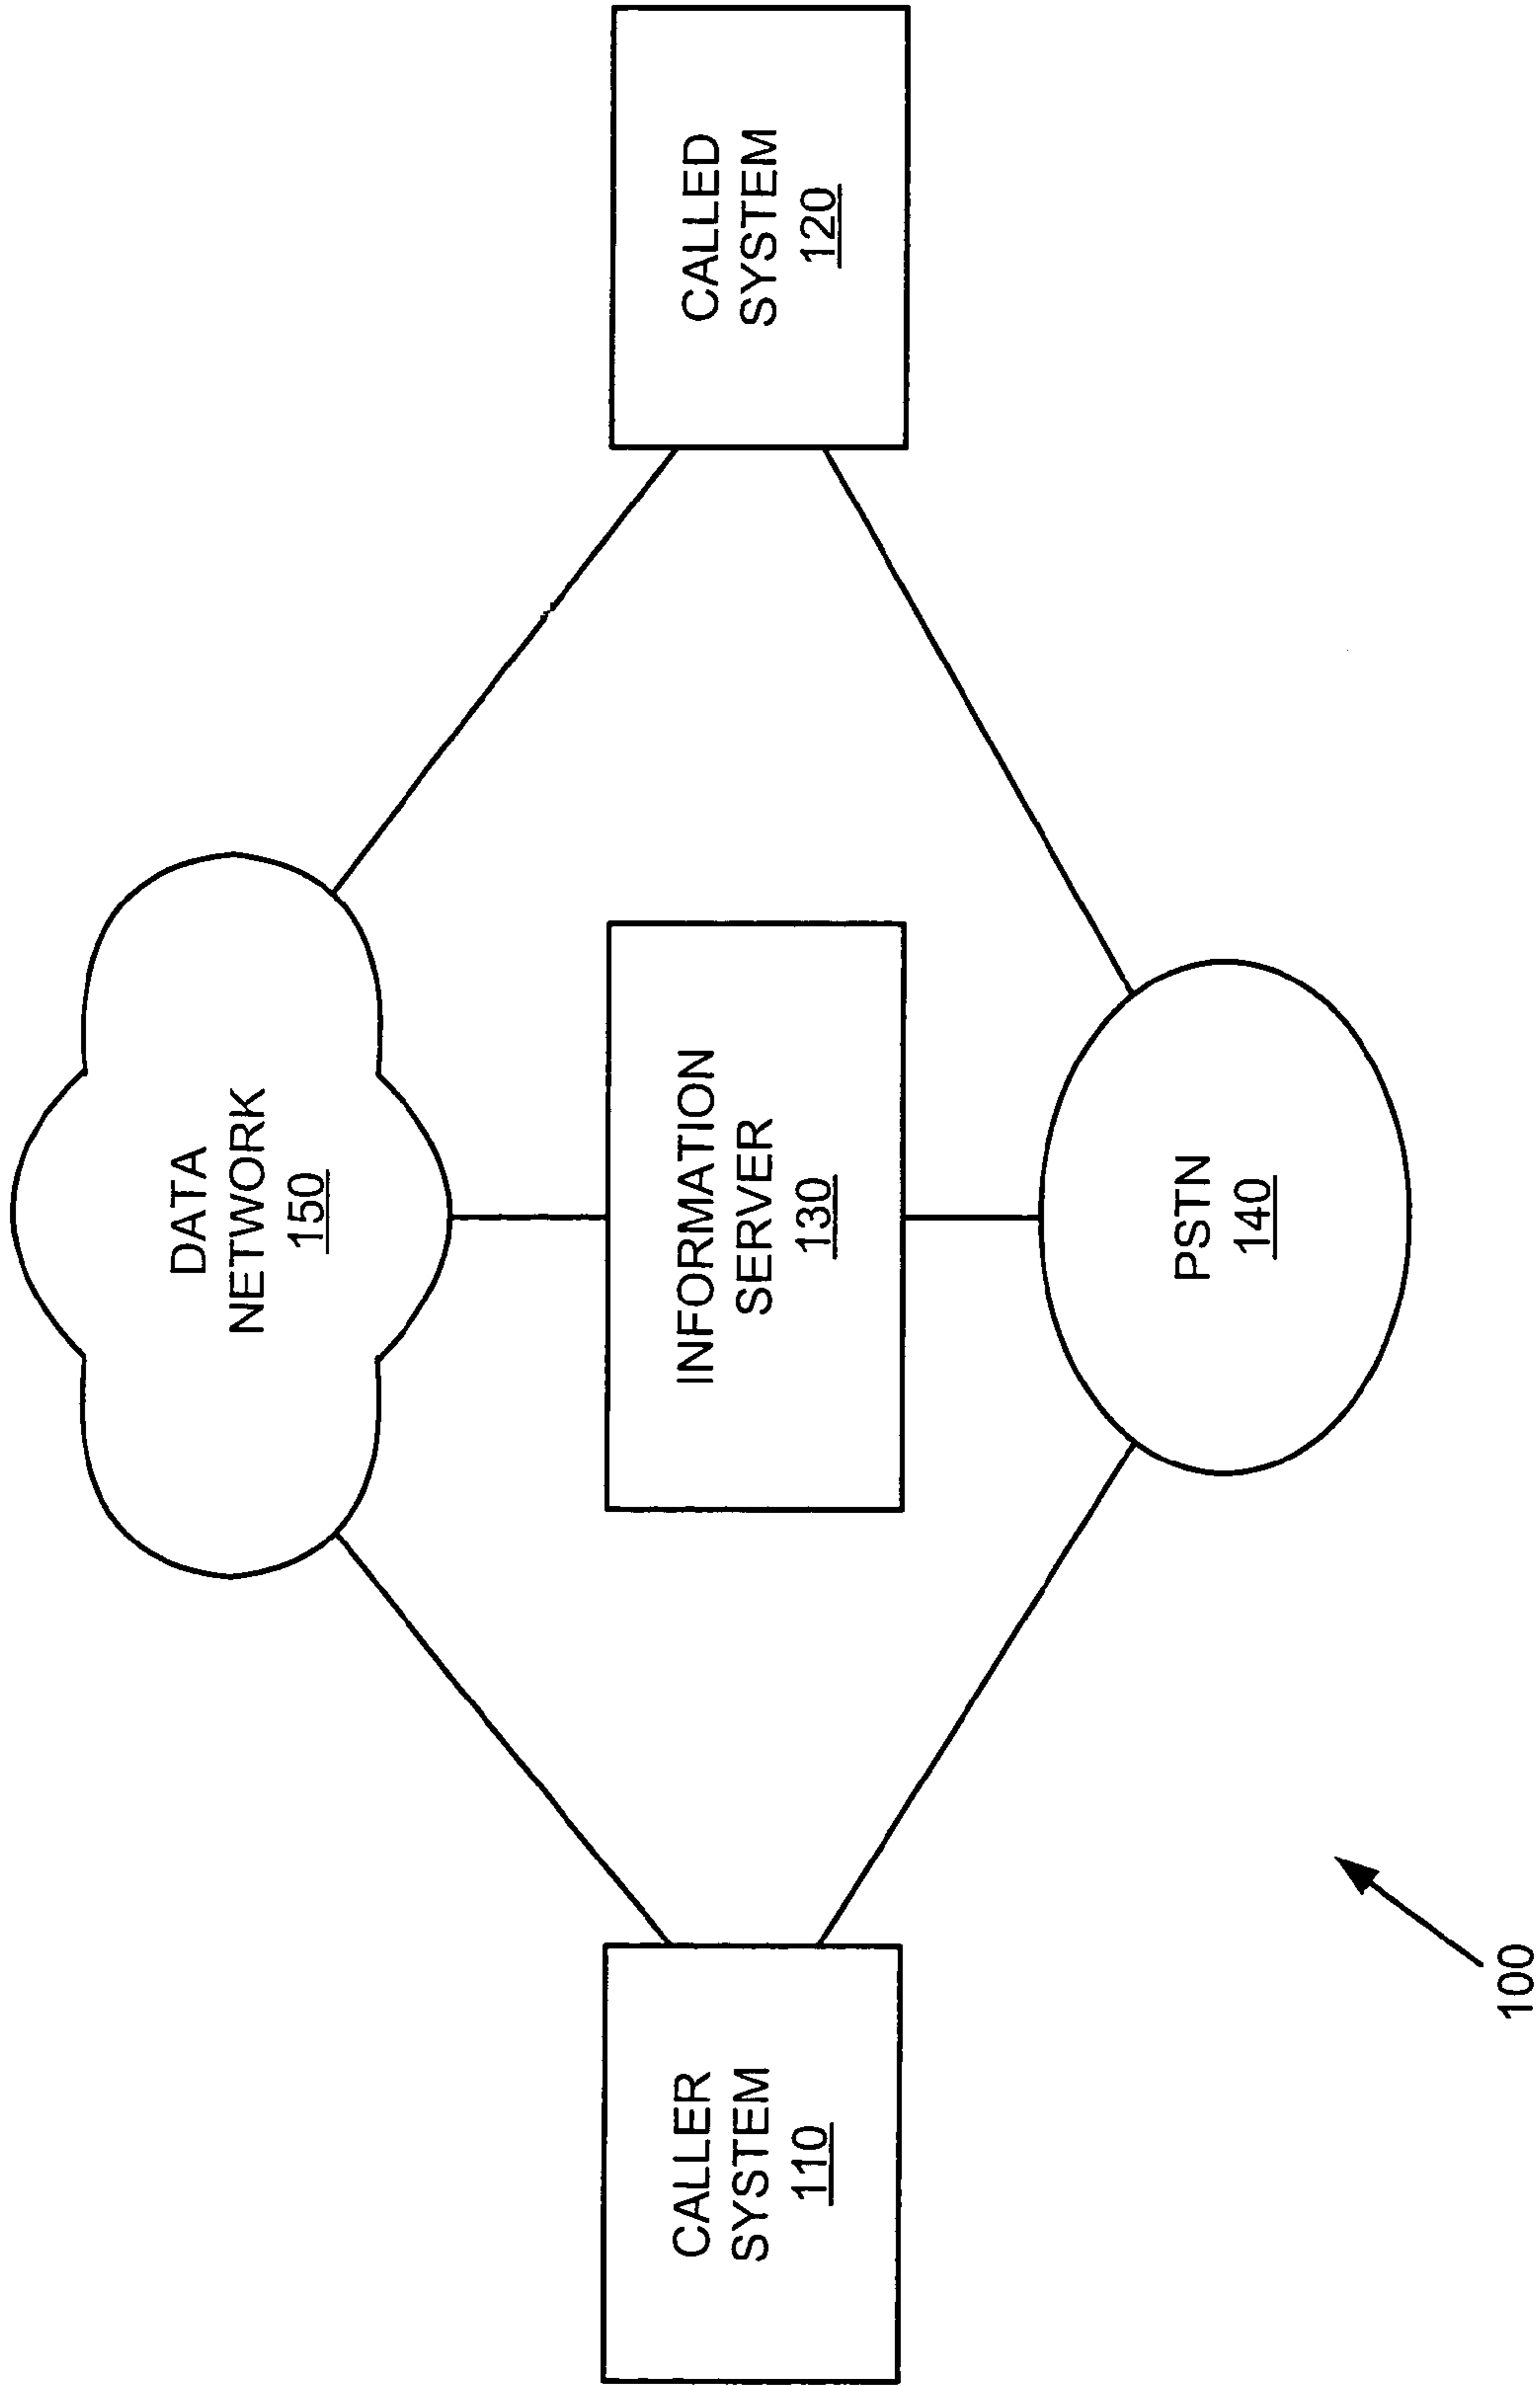 DATA
NETWORK
150
CALLER
SYSTEM
110
INFORMATION
SERVER
130
CALLED
SYSTEM
120
PSTN
140
100